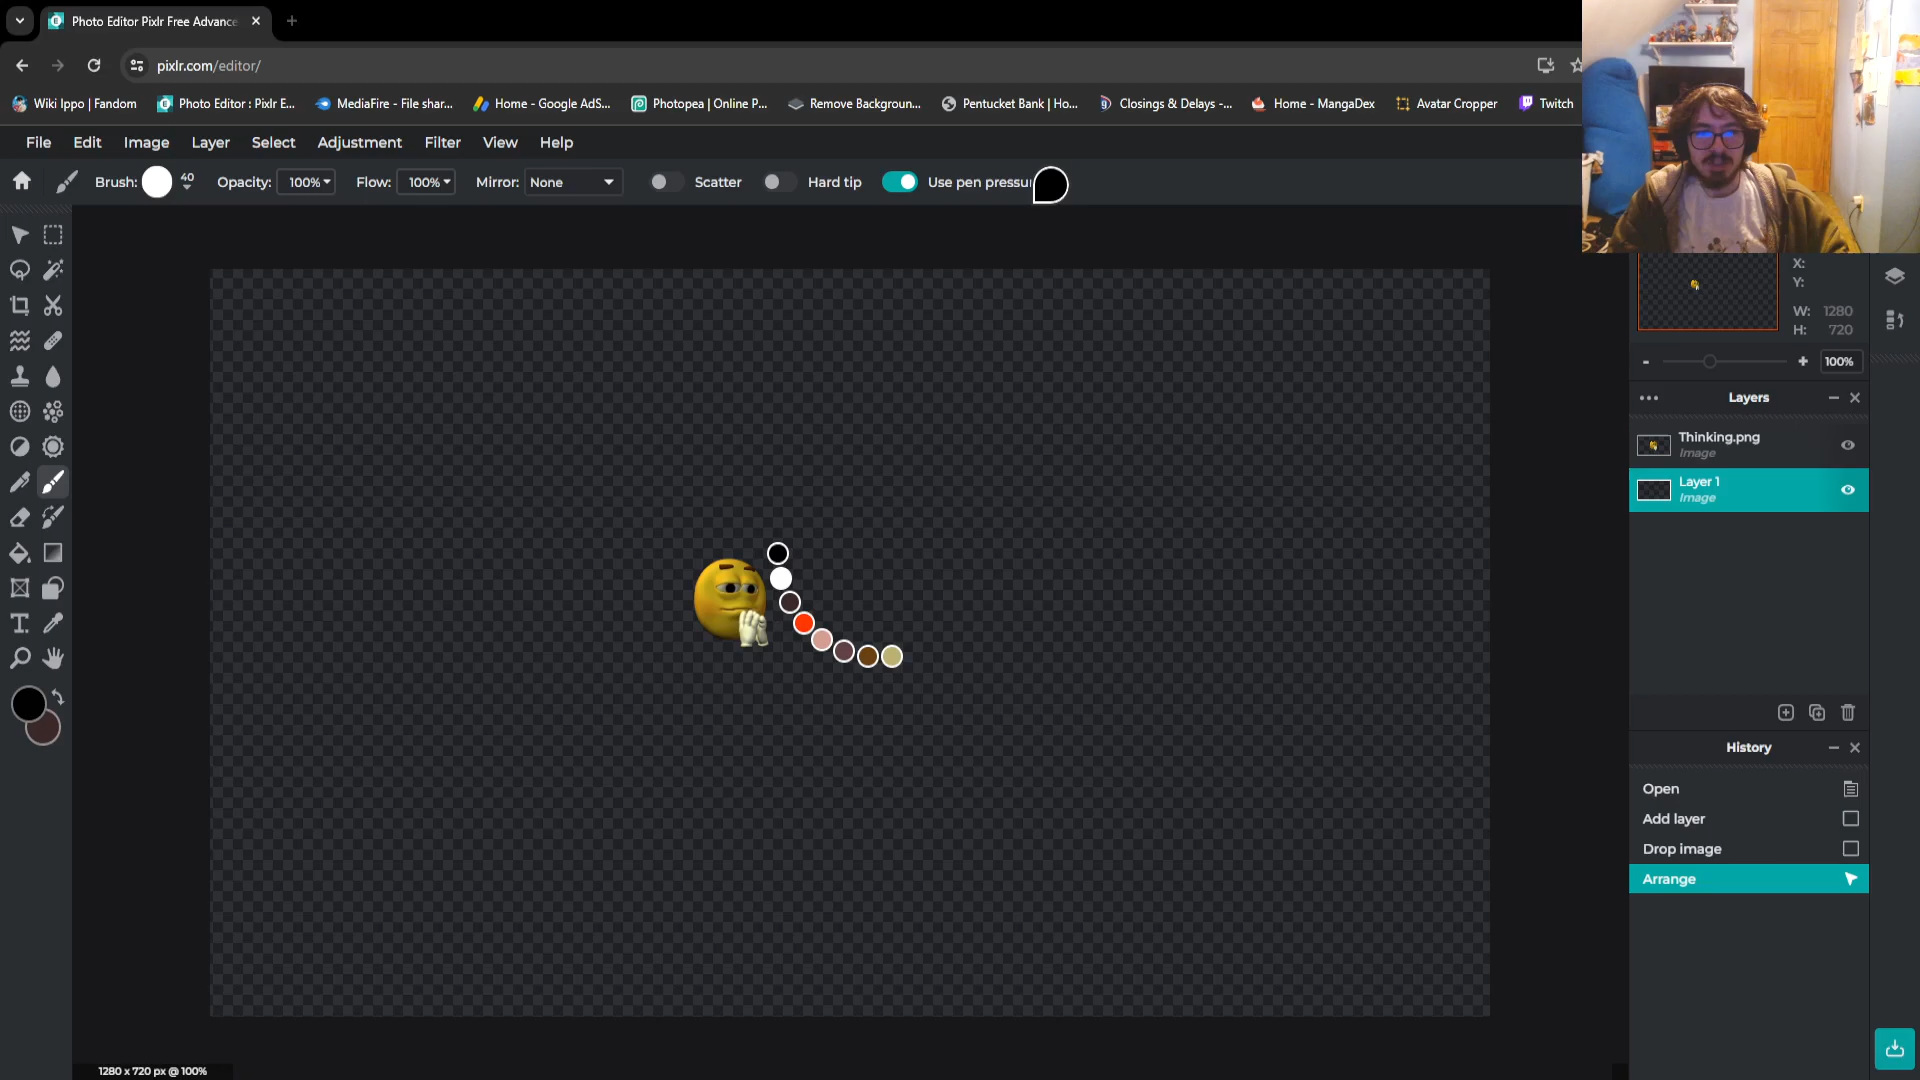 Photo Editor Pixlr Free Advance
pixlr.com/editor/
Wiki Ippo | Fandom
Photo Editor : Pixlr E...
MediaFire - File shar...
Home - Google AdS...
Photopea | Online P...
Remove Backgroun...
Pentucket Bank | Ho...
Closings & Delays -...
Home - MangaDex
Avatar Cropper
Twitch
File
Edit
Image
Layer
Select
Adjustment
Filter
View
Help
Brush:
40
Opacity:
100%
Flow:
100%
Mirror:
None
Scatter
Hard tip
Use pen pressu
X:
Y:
W: 1280
H: 720
- + 100%
Layers
Thinking.png
Image
Layer 1
Image
History
Open
Add layer
Drop image
Arrange
1280 x 720 px @ 100%